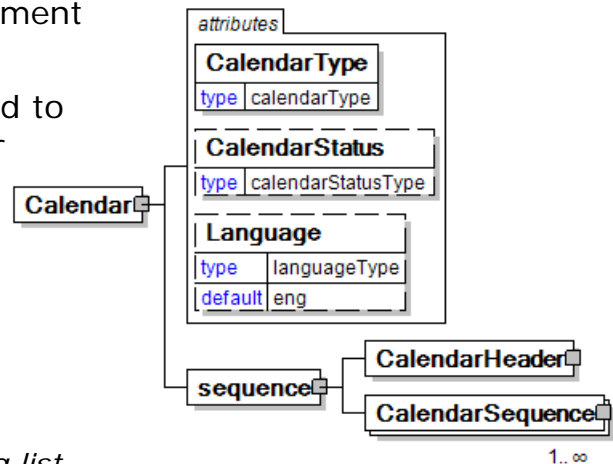 ment
d to
attributes
CalendarType
type calendarType
CalendarStatus
type calendarStatusType
Calendar
Language
type languageType
default eng
sequence
CalendarHeader
CalendarSequence
1.. ∞
g list